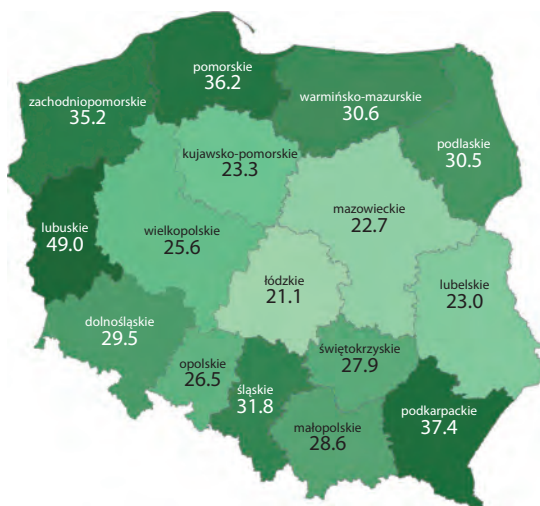 pomorskie
36.2
zachodniopomorskie
35.2
warmińsko-mazurskie
30.6
podlaskie
30.5
kujawsko-pomorskie
23.3
mazowieckie
22.7
lubuskie
49.0
wielkopolskie
25.6
łódzkie
21.1
lubelskie
23.0
dolnośląskie
29.5
opolskie
26.5
śląskie
31.8
świętokrzyskie
27.9
małopolskie
28.6
podkarpackie
37.4